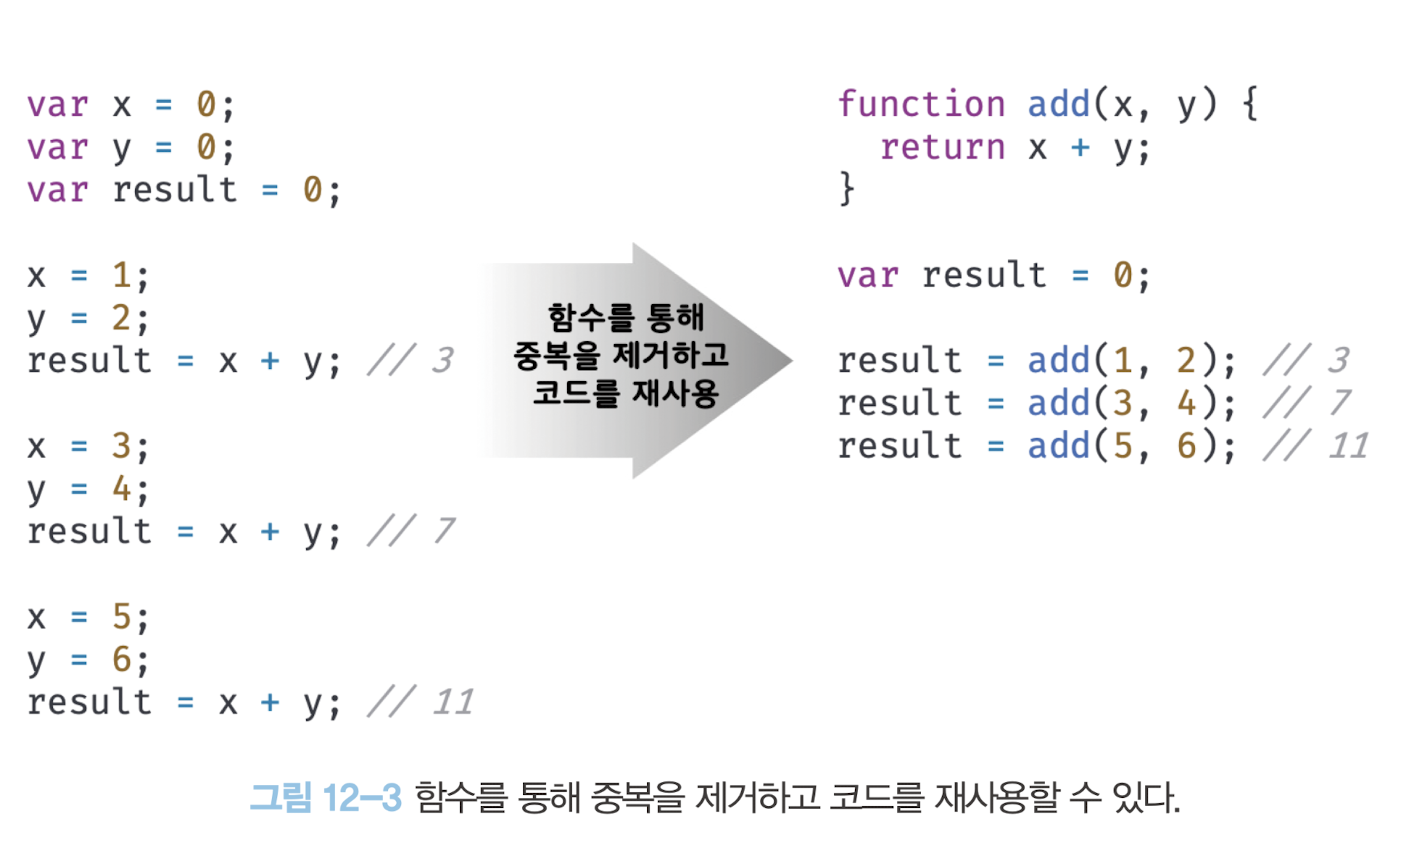 var x = 0;
var y = 0;
var result = 0;
x = 1;
y = 2;
result = x + y; // 3
x = 3;
y = 4;
result = x + y; // 7
x = 5;
y = 6;
result = x + y; // 11
함수를 통해
중복을 제거하고
코드를 재사용
function add(x, y) {
  return x + y;
}
var result = 0;
result = add(1, 2); // 3
result = add(3, 4); // 7
result = add(5, 6); // 11
그림 12-3 함수를 통해 중복을 제거하고 코드를 재사용할 수 있다.